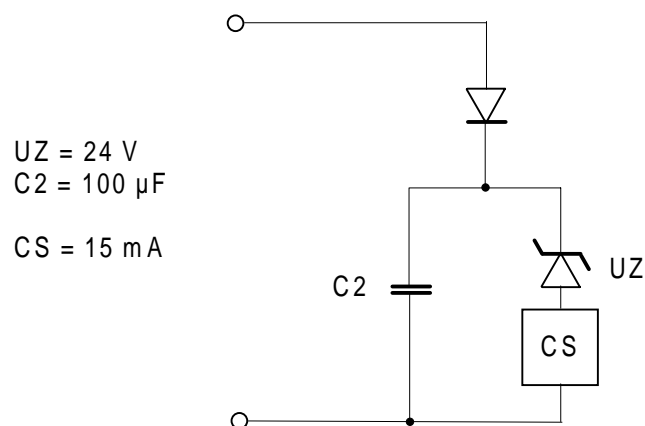 UZ = 24 V
C2 = 100 µF
CS = 15 mA
C2
UZ
CS